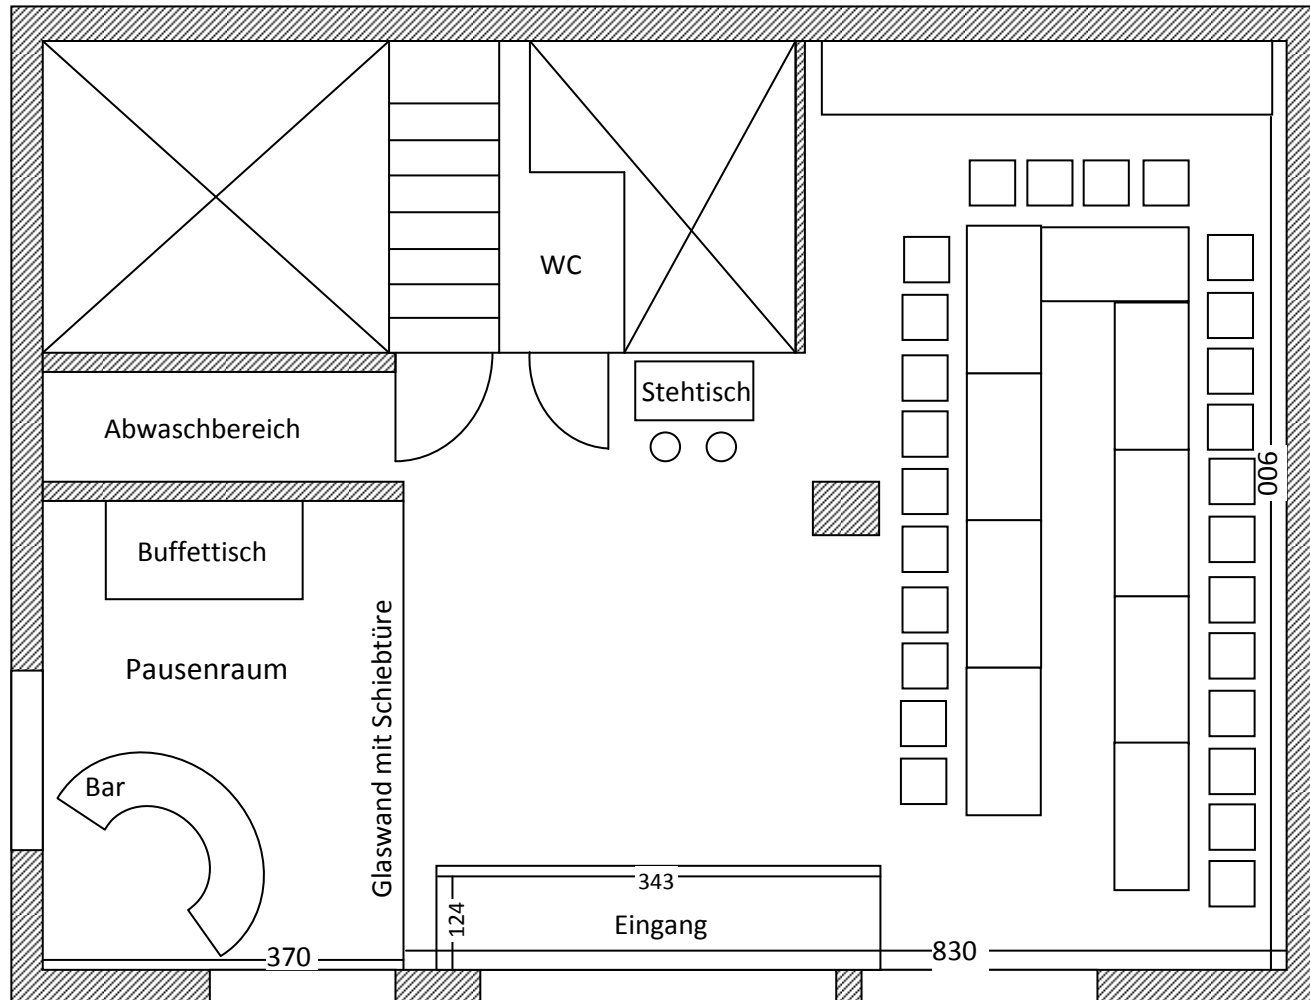 WC
Stehtisch
Abwaschbereich
900
Buffettisch
Pausenraum
Glaswand mit Schiebtüre
Bar
343
124
Eingang
370
830